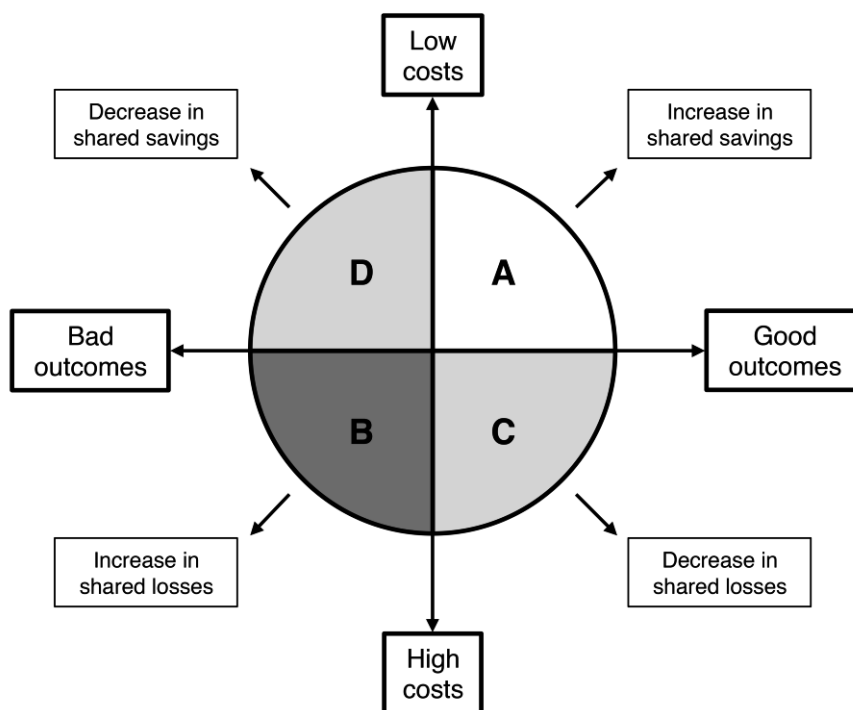 Low
costs
Decrease in
shared savings
Increase in
shared savings
D
A
Bad
outcomes
Good
outcomes
B
C
Increase in
shared losses
Decrease in
shared losses
High
costs